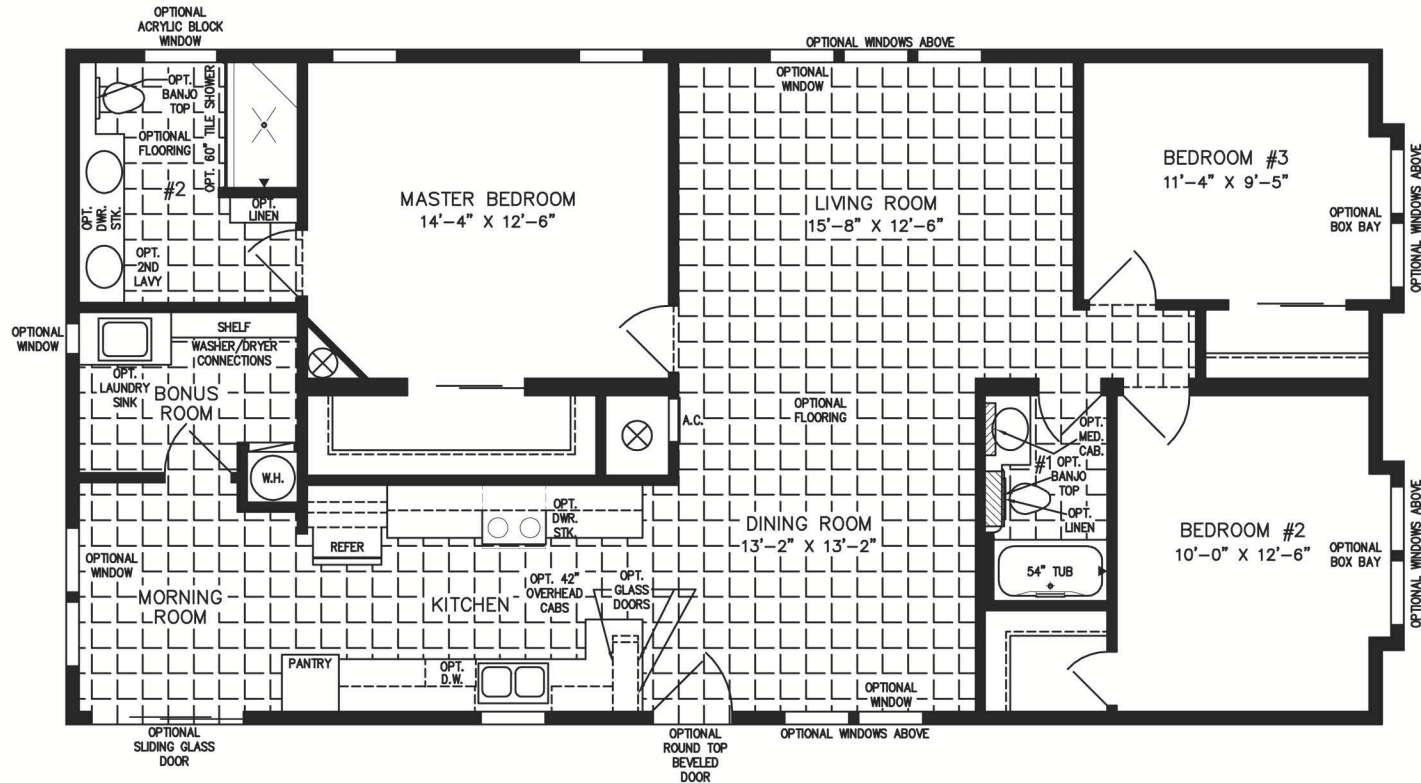 OPTIONAL
ACRYLIC BLOCK
WINDOW
OPTIONAL WINDOWS ABOVE
OPT.
BANJO
TOP
OPT. 60" TILE SHOWER
OPTIONAL
FLOORING
#2
OPT.
DWR.
STK.
OPT.
LINEN
OPT.
2ND
LAVY
MASTER BEDROOM
14'-4" X 12'-6"
OPTIONAL
WINDOW
LIVING ROOM
15'-8" X 12'-6"
BEDROOM #3
11'-4" X 9'-5"
OPTIONAL
BOX BAY
OPTIONAL WINDOWS ABOVE
OPTIONAL
WINDOW
SHELF
WASHER/DRYER
CONNECTIONS
OPT.
LAUNDRY
SINK
BONUS
ROOM
W.H.
A.C.
OPTIONAL
FLOORING
OPT.
MED.
CAB.
#1
OPT.
BANJO
TOP
OPT.
LINEN
54" TUB
BEDROOM #2
10'-0" X 12'-6"
OPTIONAL
BOX BAY
OPTIONAL WINDOWS ABOVE
OPTIONAL
WINDOW
MORNING
ROOM
REFER
OPT.
DWR.
STK.
KITCHEN
OPT. 42"
OVERHEAD
CABS
OPT.
GLASS
DOORS
DINING ROOM
13'-2" X 13'-2"
PANTRY
OPT.
D.W.
OPTIONAL
WINDOW
OPTIONAL
SLIDING GLASS
DOOR
OPTIONAL
ROUND TOP
BEVELED
DOOR
OPTIONAL WINDOWS ABOVE